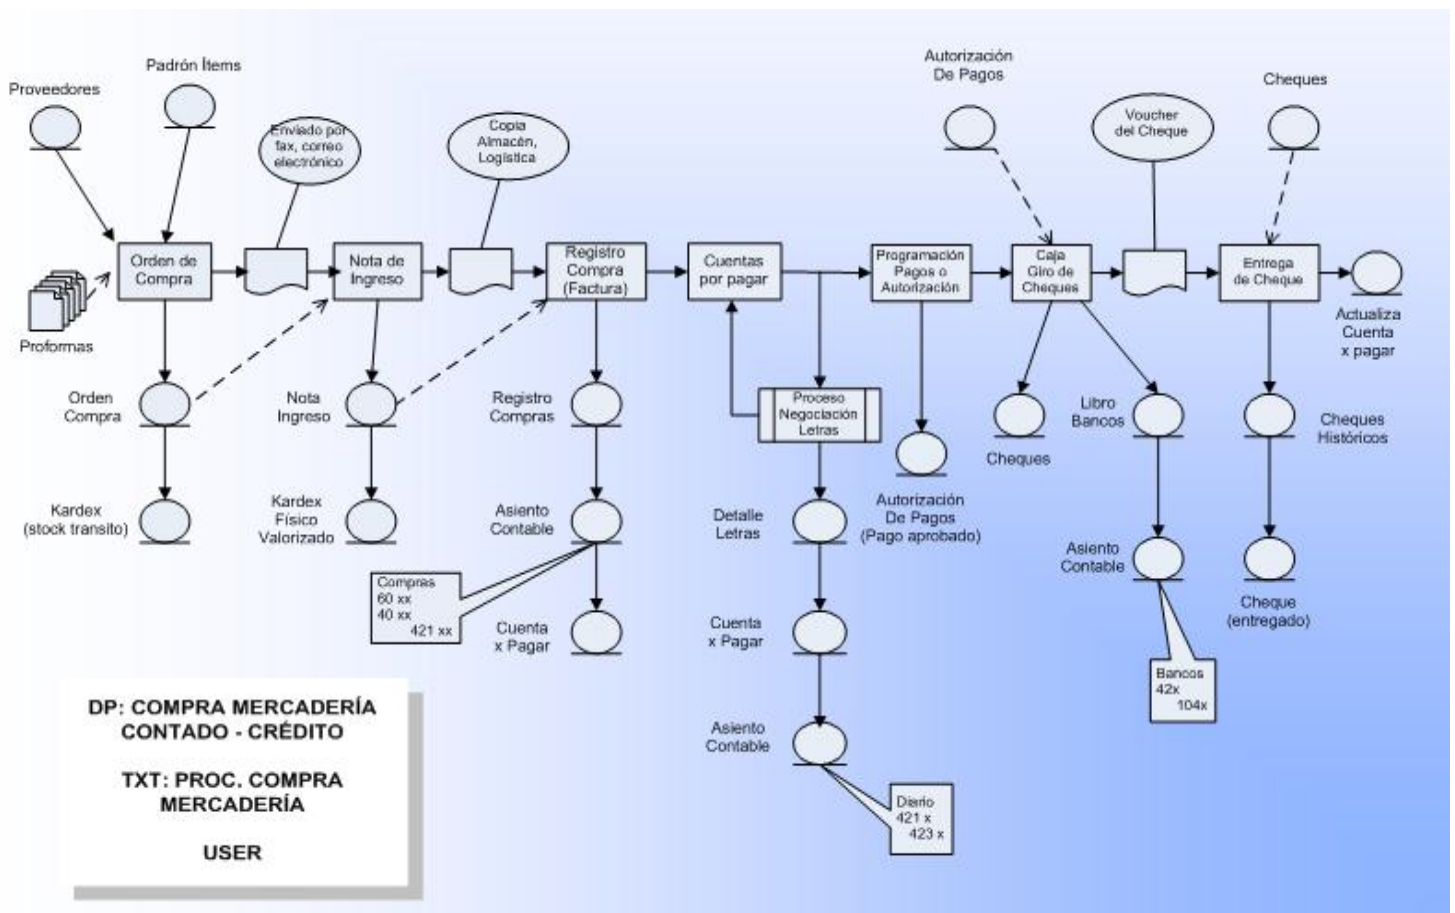 Proveedores
Padrón Ítems
Enviado por
fax, correo
electrónico
Copia
Almacén,
Logística
Autorización
De Pagos
Voucher
del Cheque
Cheques
Proformas
Orden de
Compra
Nota de
Ingreso
Registro
Compra
(Factura)
Cuentas
por pagar
Programación
Pagos o
Autorización
Caja
Giro de
Cheques
Entrega
de Cheque
Actualiza
Cuenta
x pagar
Orden
Compra
Nota
Ingreso
Registro
Compras
Proceso
Negociación
Letras
Cheques
Libro
Bancos
Cheques
Históricos
Kardex
(stock transito)
Kardex
Físico
Valorizado
Asiento
Contable
Detalle
Letras
Autorización
De Pagos
(Pago aprobado)
Asiento
Contable
Cheque
(entregado)
Compras
60 xx
40 xx
421 xx
Cuenta
x Pagar
Cuenta
x Pagar
Bancos
42x
104x
Asiento
Contable
Diario
421 x
423 x
DP: COMPRA MERCADERÍA
CONTADO - CRÉDITO
TXT: PROC. COMPRA
MERCADERÍA
USER